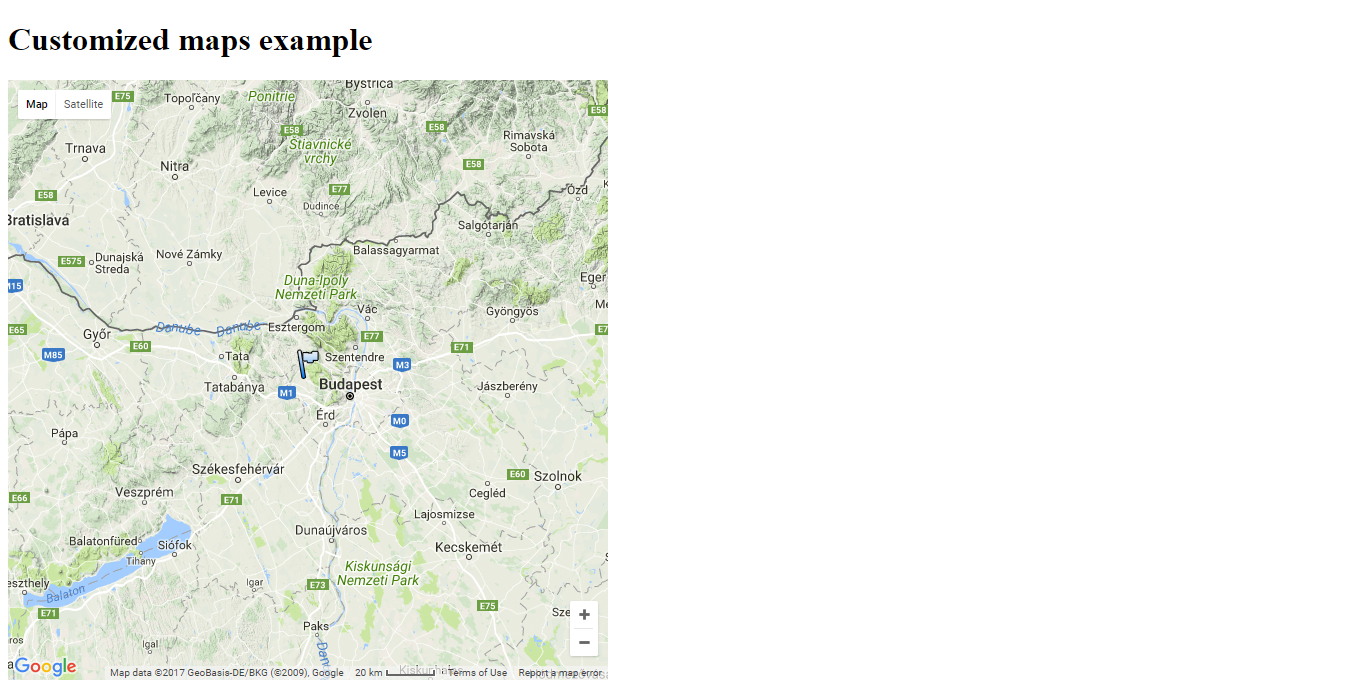 Customized maps example
Map Satellite
E75
Topoľčany
Ponitrie
Bystrica
Zvolen
E58
E58
E58
Trnava
Nitra
Štiavnické
vrchy
Rimavská
Sobota
E58
E58
Levice
E77
Dudince
Ózd
Bratislava
Salgótarján
E575
Dunajská
Streda
Nové Zámky
Balassagyarmat
M15
Duna-Ipoly
Nemzeti Park
Eger
Vác
Gyöngyös
E65
Győr
Danube
Danube
Esztergom
E77
E71
M85
E60
Tata
Szentendre
M3
Tatabánya
M1
Budapest
Jászberény
Érd
M0
Pápa
M5
Székesfehérvár
E60
Szolnok
E66
Veszprém
E71
Cegléd
Lajosmizse
Dunaújváros
Balatonfüred
Siófok
Tihany
Kecskemét
Kiskunsági
Nemzeti Park
eszthely
Balaton
Igar
E73
E71
E75
Paks
Igal
+
−
Google
Map data ©2017 GeoBasis-DE/BKG (©2009), Google
20 km
Terms of Use
Report a map error